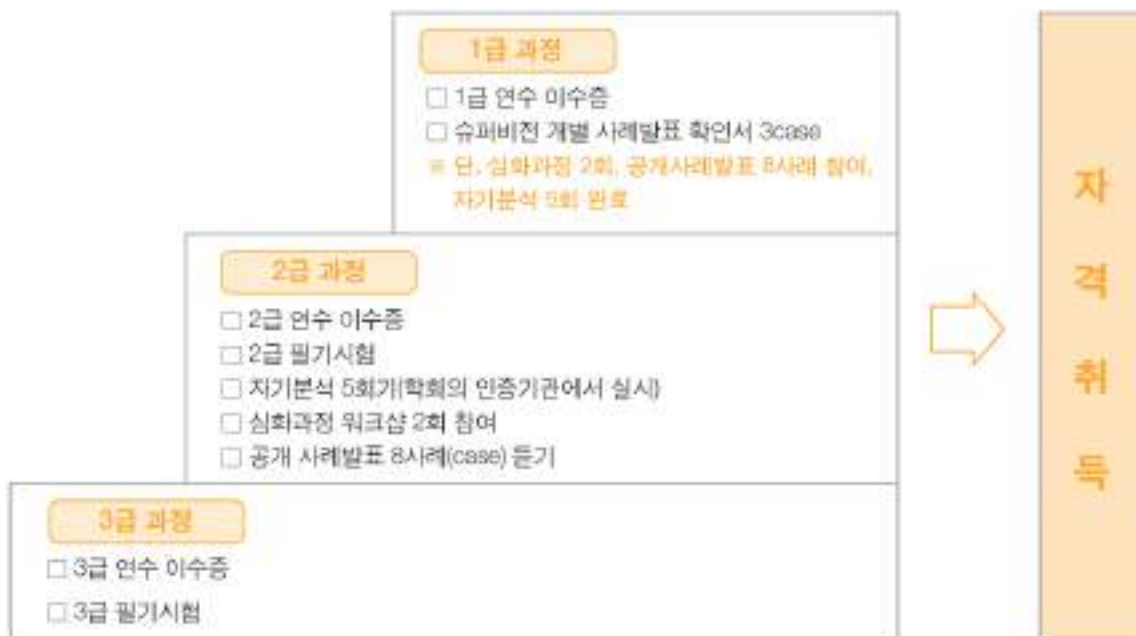 1급 과정
□ 1급 연수 이수증
□ 슈퍼비전 개별 사례발표 확인서 3case
※ 단, 심화과정 2회, 공개사례발표 8사례 참여,
자기분석 5회 완료
2급 과정
□ 2급 연수 이수증
□ 2급 필기시험
□ 자기분석 5회기(학회의 인증기관에서 실시)
□ 심화과정 워크샵 2회 참여
□ 공개 사례발표 8사례(case) 듣기
3급 과정
□ 3급 연수 이수증
□ 3급 필기시험
자
격
취
득